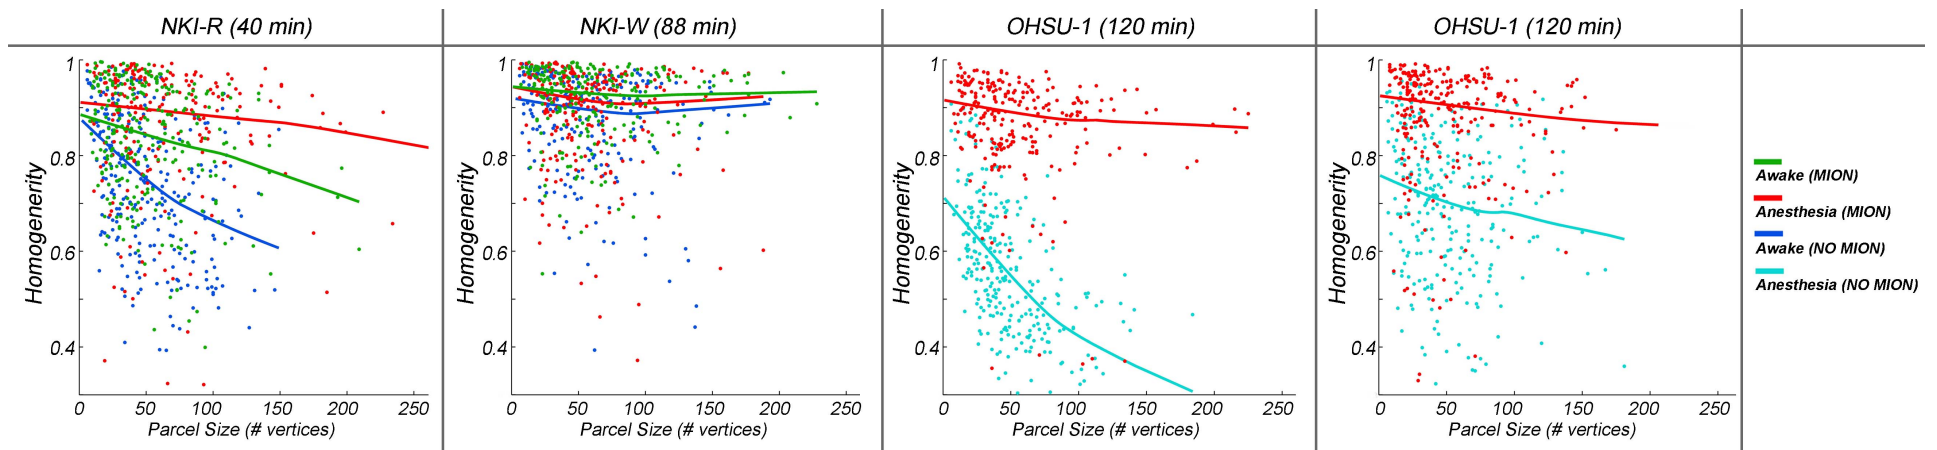 NKI-R (40 min)
NKI-W (88 min)
OHSU-1 (120 min)
OHSU-1 (120 min)
Homogenerity
1
0.8
0.6
0.4
0 50 100 150 200 250
Parcel Size (# vertices)
Homogenerity
1
0.8
0.6
0.4
0 50 100 150 200 250
Parcel Size (# vertices)
Homogenerity
1
0.8
0.6
0.4
0 50 100 150 200 250
Parcel Size (# vertices)
Homogenerity
1
0.8
0.6
0.4
0 50 100 150 200 250
Parcel Size (# vertices)
Awake (MION)
Anesthesia (MION)
Awake (NO MION)
Anesthesia (NO MION)